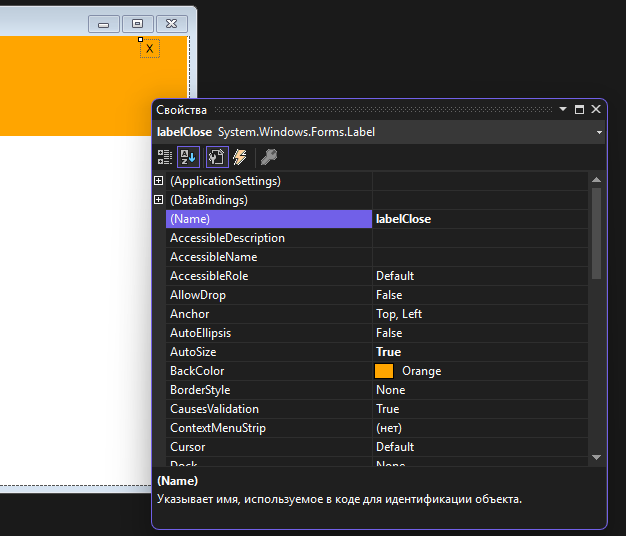 X
Свойства
labelClose System.Windows.Forms.Label
(ApplicationSettings)
(DataBindings)
(Name) labelClose
AccessibleDescription
AccessibleName
AccessibleRole Default
AllowDrop False
Anchor Top, Left
AutoEllipsis False
AutoSize True
BackColor Orange
BorderStyle None
CausesValidation True
ContextMenuStrip (нет)
Cursor Default
Dock None
(Name)
Указывает имя, используемое в коде для идентификации объекта.